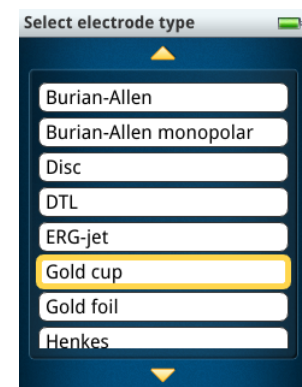 Select electrode type
Burian-Allen
Burian-Allen monopolar
Disc
DTL
ERG-jet
Gold cup
Gold foil
Henkes